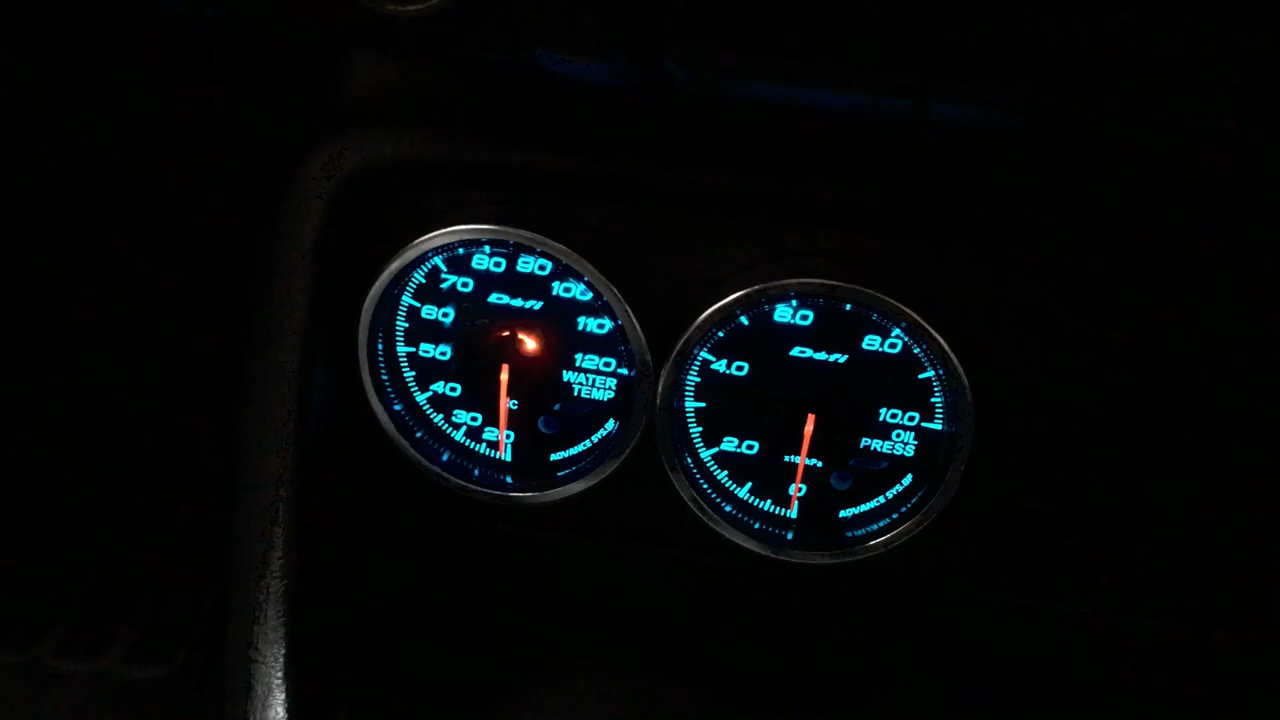 80 90
70 100
Defi
60 110
50 120
WATER
TEMP
40 °C
30
20
ADVANCE SYS.BF
6.0
8.0
Defi
4.0
10.0
OIL
PRESS
2.0
x100kPa
0
ADVANCE SYS.BF